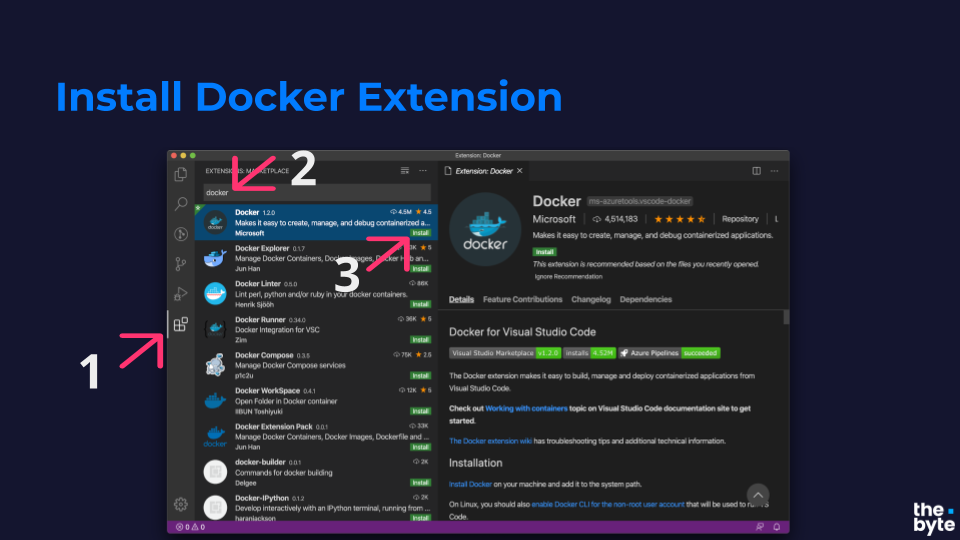 Install Docker Extension
Extension: Docker
EXTENSIONS: MARKETPLACE
docker
Docker 1.2.0 4.5M 4.5
Makes it easy to create, manage, and debug containerized a...
Microsoft Install
Docker Explorer 0.1.7 5
Manage Docker Containers, Docker Images, Docker Hub an...
Jun Han Install
Docker Linter 0.5.0 86K
Lint perl, python and/or ruby in your docker containers.
Henrik Sjööh Install
Docker Runner 0.34.0 36K 5
Docker Integration for VSC
Zim Install
Docker Compose 0.3.5 75K 2.5
Manage Docker Compose services
p1c2u Install
Docker WorkSpace 0.4.1 12K 5
Open Folder in Docker container
IIBUN Toshiyuki Install
Docker Extension Pack 0.0.1 33K
Manage Docker Containers, Docker Images, Dockerfile and ...
Jun Han Install
docker-builder 0.0.1 2K
Commands for docker building
Delgee Install
Docker-IPython 0.1.2 2K
Develop interactively with an IPython terminal, running from ...
haraniackson Install
0 0
1
2
3
Extension: Docker
docker
Docker ms-azuretools.vscode-docker
Microsoft 4,514,183 Repository L
Makes it easy to create, manage, and debug containerized applications.
Install
This extension is recommended based on the files you recently opened.
Ignore Recommendation
Details Feature Contributions Changelog Dependencies
Docker for Visual Studio Code
Visual Studio Marketplace v1.2.0 installs 4.52M Azure Pipelines succeeded
The Docker extension makes it easy to build, manage and deploy containerized applications from
Visual Studio Code.
Check out Working with containers topic on Visual Studio Code documentation site to get
started.
The Docker extension wiki has troubleshooting tips and additional technical information.
Installation
Install Docker on your machine and add it to the system path.
On Linux, you should also enable Docker CLI for the non-root user account that will be used to run VS
Code.
the
byte